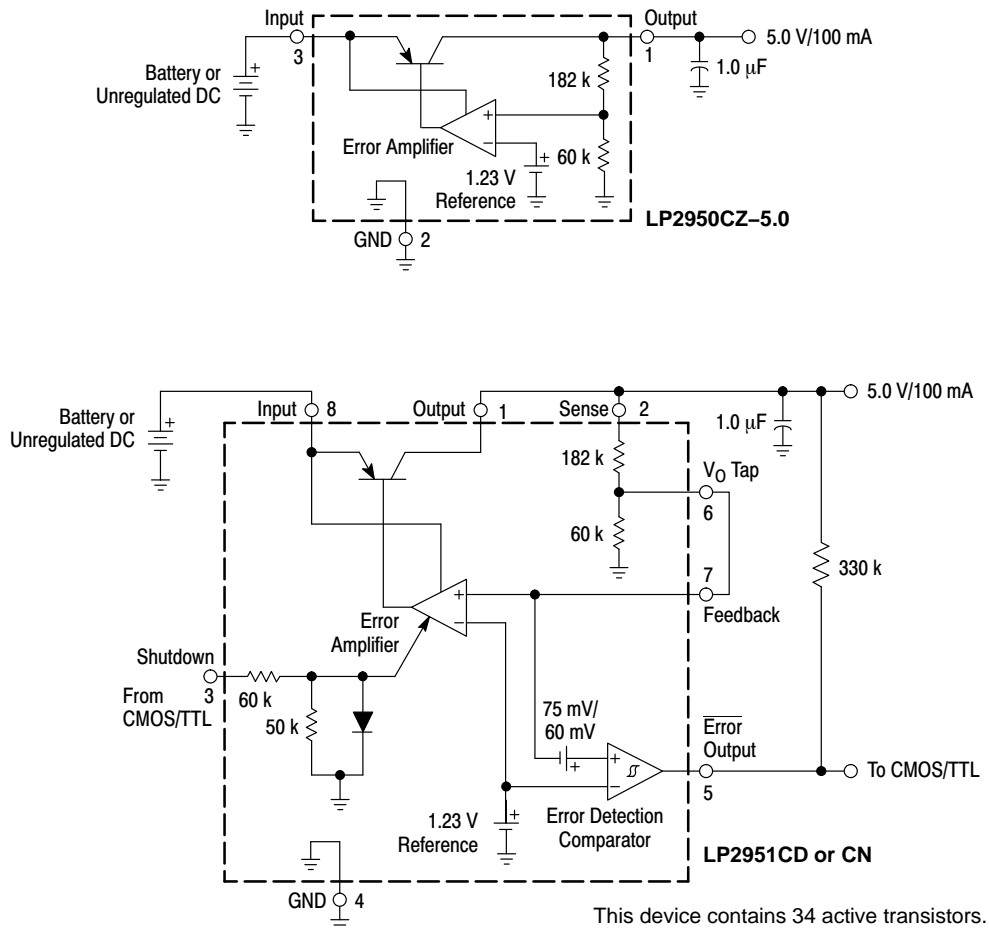 Input
3
Output
1
5.0 V/100 mA
1.0 μF
Battery or
Unregulated DC
182 k
Error Amplifier
60 k
1.23 V
Reference
GND
2
LP2950CZ–5.0
Input
8
Output
1
Sense
2
5.0 V/100 mA
Battery or
Unregulated DC
1.0 μF
182 k
VO Tap
6
60 k
330 k
7
Feedback
Error
Amplifier
Shutdown
3
From
CMOS/TTL
60 k
50 k
75 mV/
60 mV
Error
Output
5
To CMOS/TTL
1.23 V
Reference
Error Detection
Comparator
LP2951CD or CN
GND
4
This device contains 34 active transistors.